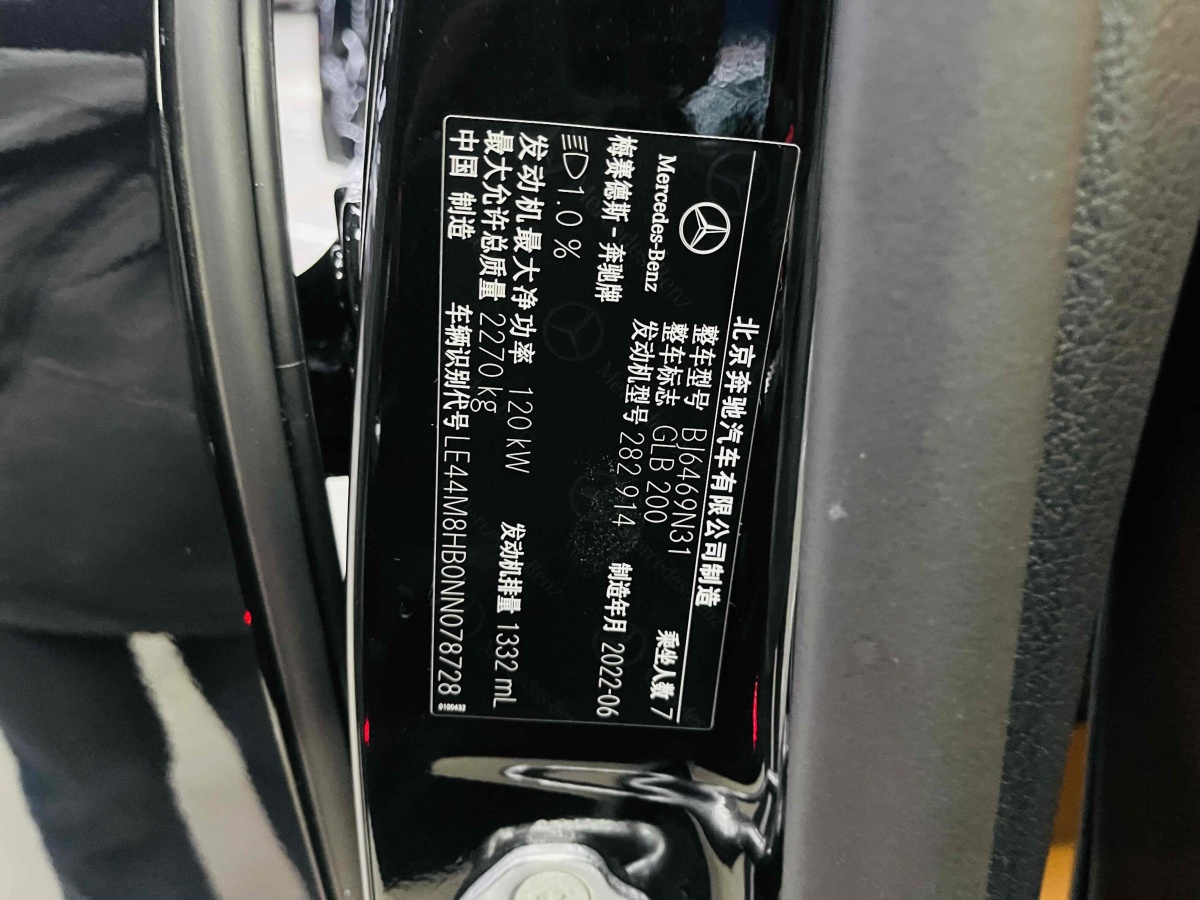 北京奔驰汽车有限公司制造
Mercedes-Benz
整车型号 BJ6469N31
整车标志 GLB 200
乘坐人数 7
梅赛德斯-奔驰牌
发动机型号 282 914
制造年月 2022-06
1.0 %
发动机最大净功率 120 kW
发动机排量 1332 mL
最大允许总质量 2270 kg
中国 制造
车辆识别代号 LE44M8HB0NN078728
0100432